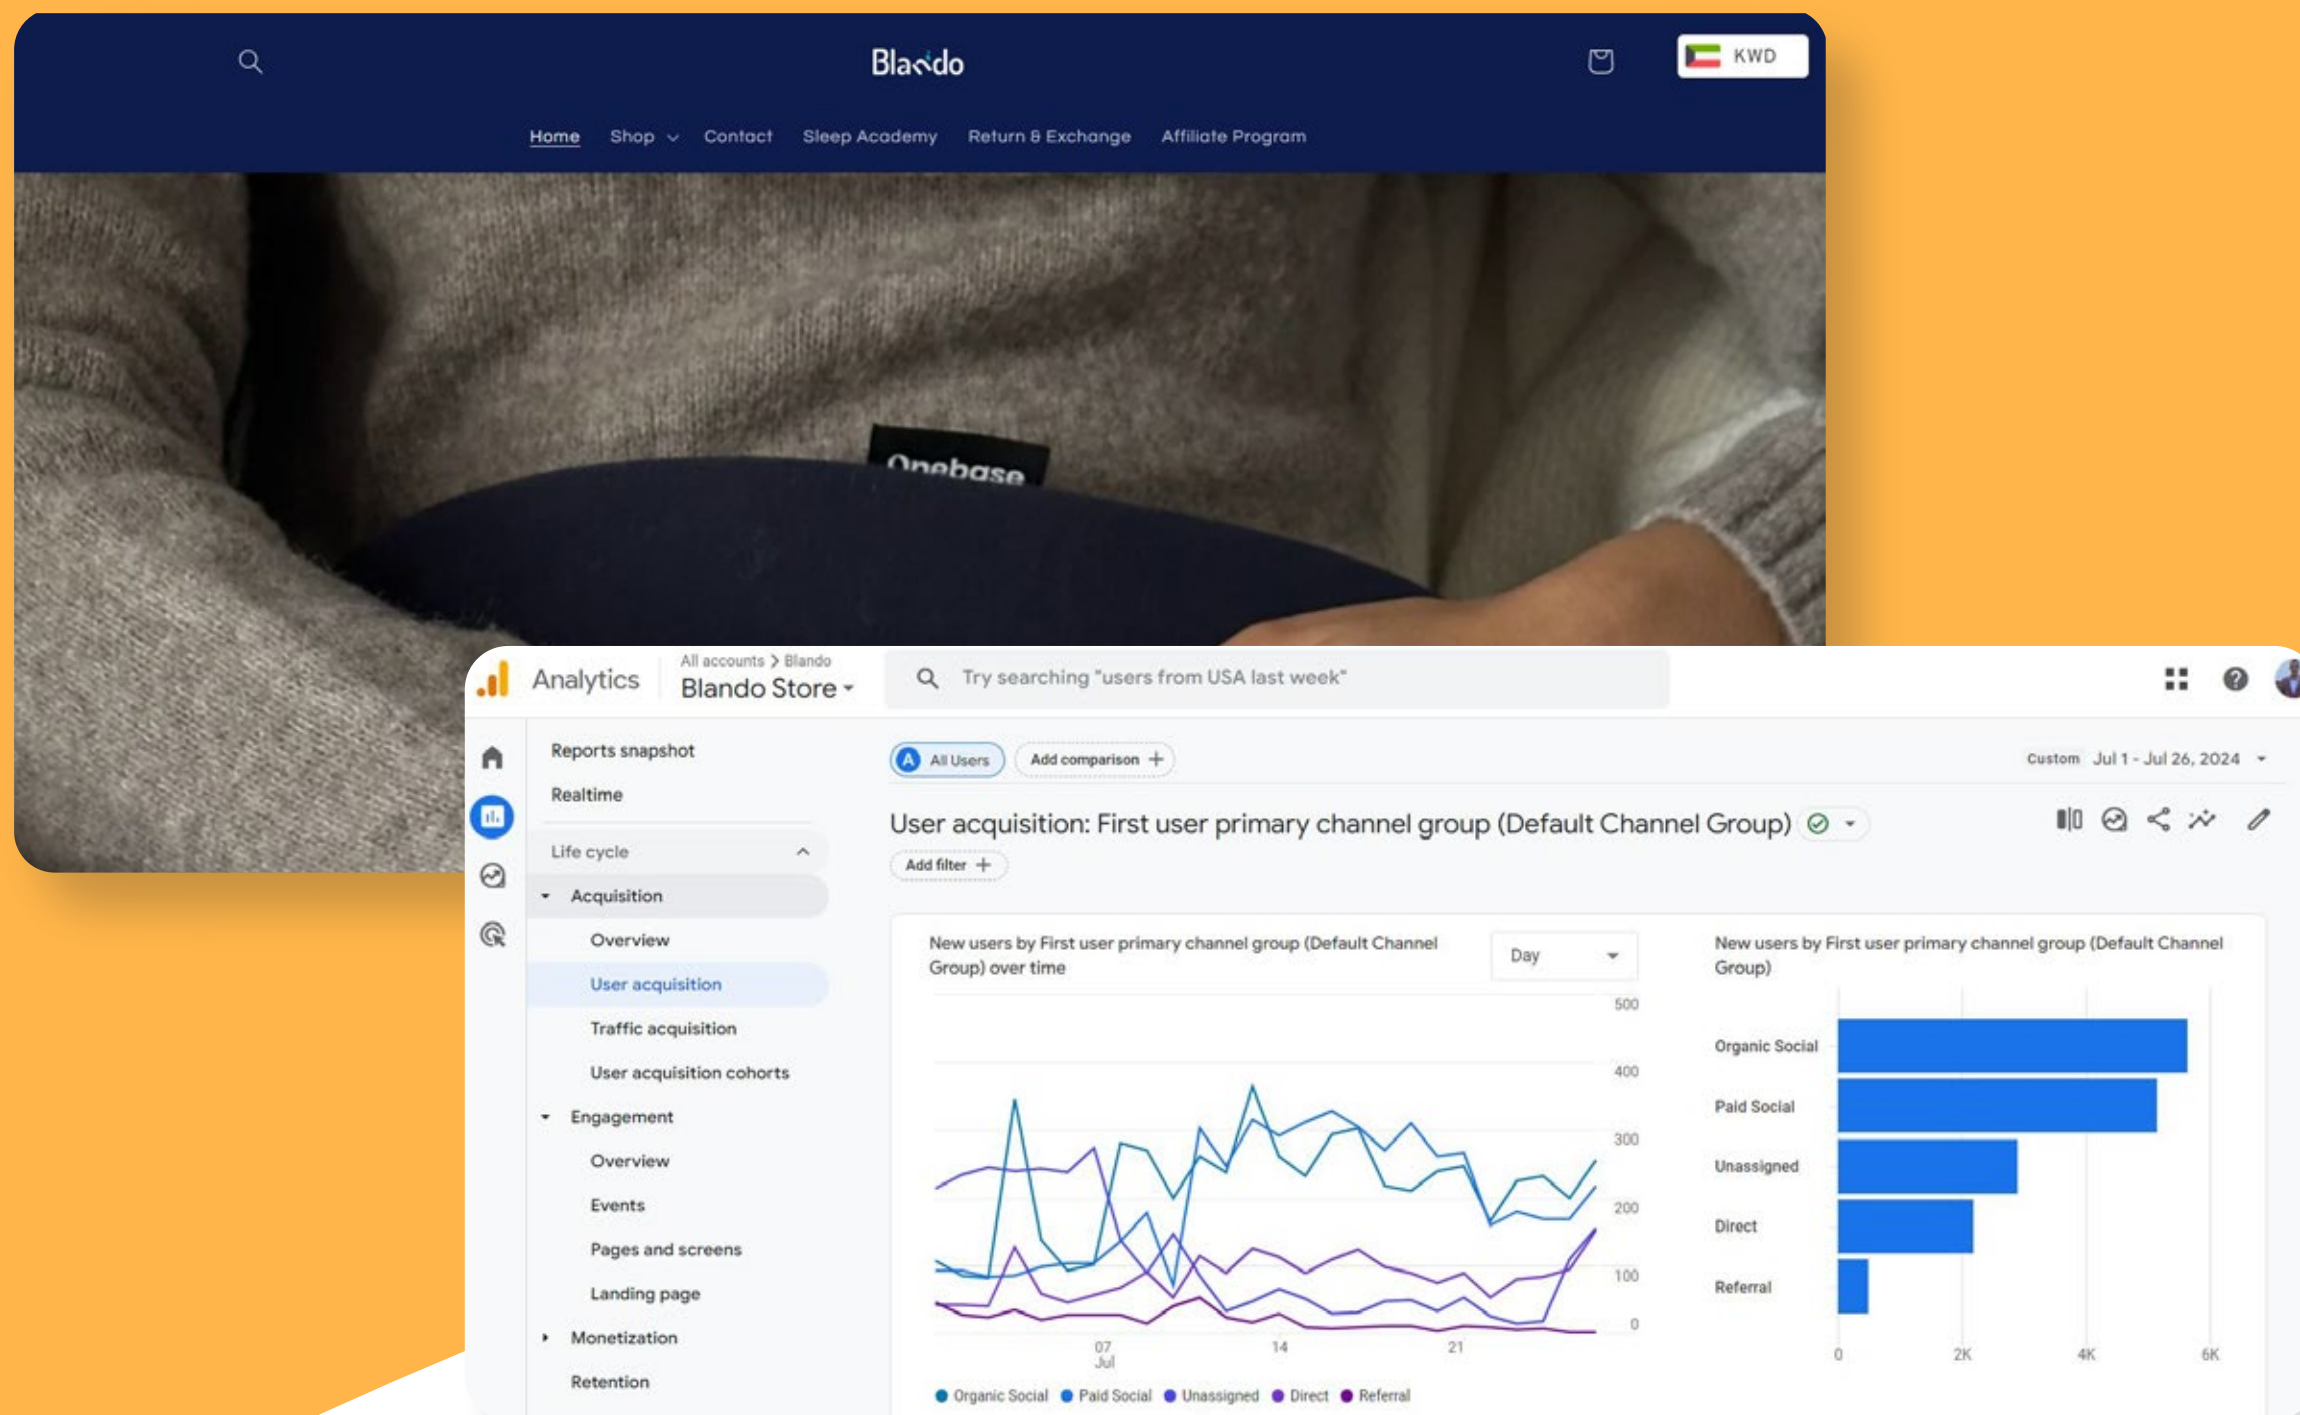 Blando
KWD
Home Shop Contact Sleep Academy Return & Exchange Affiliate Program
Onebase
Analytics
All accounts > Blando
Blando Store
Try searching "users from USA last week"
Reports snapshot
Realtime
Life cycle
Acquisition
Overview
User acquisition
Traffic acquisition
User acquisition cohorts
Engagement
Overview
Events
Pages and screens
Landing page
Monetization
Retention
A All Users
Add comparison +
Custom Jul 1 - Jul 26, 2024
User acquisition: First user primary channel group (Default Channel Group)
Add filter +
New users by First user primary channel group (Default Channel
Group) over time
Day
500
400
300
200
100
0
07
Jul
14
21
Organic Social Paid Social Unassigned Direct Referral
New users by First user primary channel group (Default Channel
Group)
Organic Social
Paid Social
Unassigned
Direct
Referral
0 2K 4K 6K